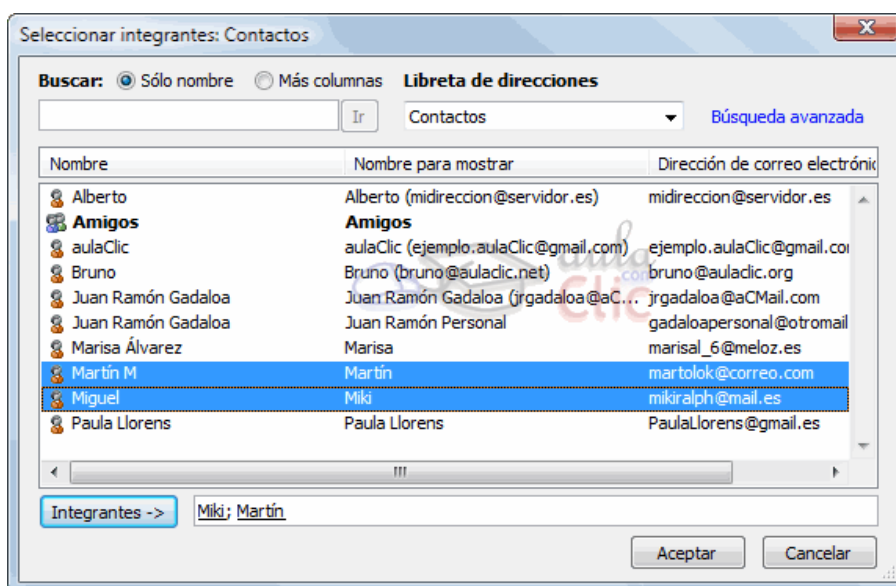 Seleccionar integrantes: Contactos
Buscar: Sólo nombre Más columnas Libreta de direcciones
Ir Contactos Búsqueda avanzada
Nombre Nombre para mostrar Dirección de correo electrónic
Alberto Alberto (midireccion@servidor.es) midireccion@servidor.es
Amigos Amigos
aulaClic aulaClic (ejemplo.aulaClic@gmail.com) ejemplo.aulaClic@gmail.co
Bruno Bruno (bruno@aulaclic.net) bruno@aulaclic.org
Juan Ramón Gadaloa Juan Ramón Gadaloa (jrgadaloa@aC... jrgadaloa@aCMail.com
Juan Ramón Gadaloa Juan Ramón Personal gadaloapersonal@otromail
Marisa Álvarez Marisa marisal_6@meloz.es
Martín M Martín martolok@correo.com
Miguel Miki mikiralph@mail.es
Paula Llorens Paula Llorens PaulaLlorens@gmail.es
aula
.com
Clic
Integrantes -> Miki; Martín
Aceptar Cancelar